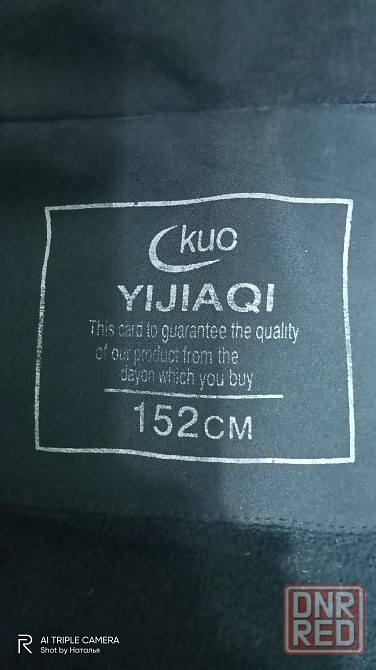 kuo
YIJIAQI
This card to guarantee the quality
of our product from the
dayon which you buy
152CM
DNR
RED
AI TRIPLE CAMERA
Shot by Наталья